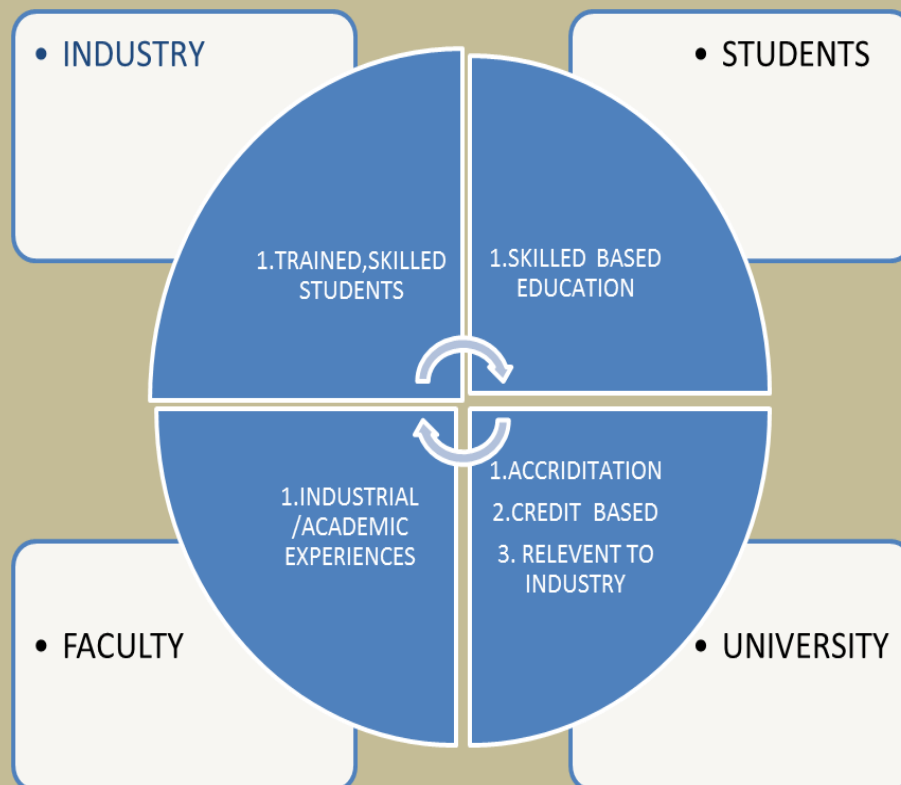 • INDUSTRY
• STUDENTS
1.TRAINED,SKILLED
STUDENTS
1.SKILLED BASED
EDUCATION
1.INDUSTRIAL
/ACADEMIC
EXPERIENCES
1.ACCRIDITATION
2.CREDIT BASED
3. RELEVENT TO
INDUSTRY
• FACULTY
• UNIVERSITY